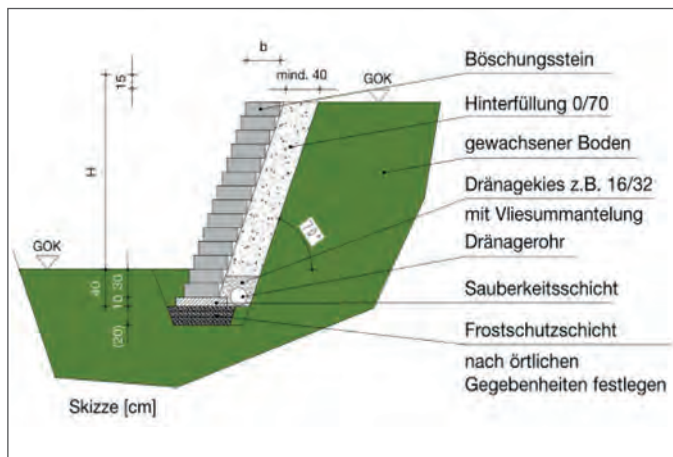 b
mind. 40
GOK
15
H
GOK
40
30
10
(20)
70°
Böschungsstein
Hinterfüllung 0/70
gewachsener Boden
Dränagekies z.B. 16/32
mit Vliesummantelung
Dränagerohr
Sauberkeitsschicht
Frostschutzschicht
nach örtlichen
Gegebenheiten festlegen
Skizze [cm]